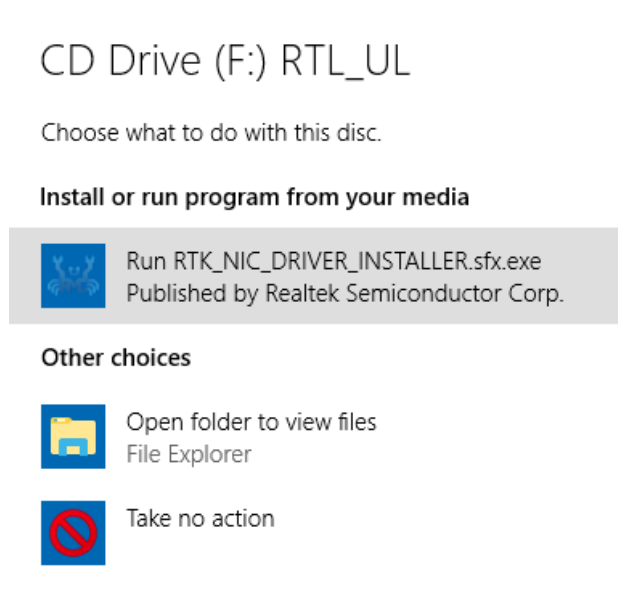 CD Drive (F:) RTL_UL
Choose what to do with this disc.
Install or run program from your media
Run RTK_NIC_DRIVER_INSTALLER.sfx.exe
Published by Realtek Semiconductor Corp.
Other choices
Open folder to view files
File Explorer
Take no action